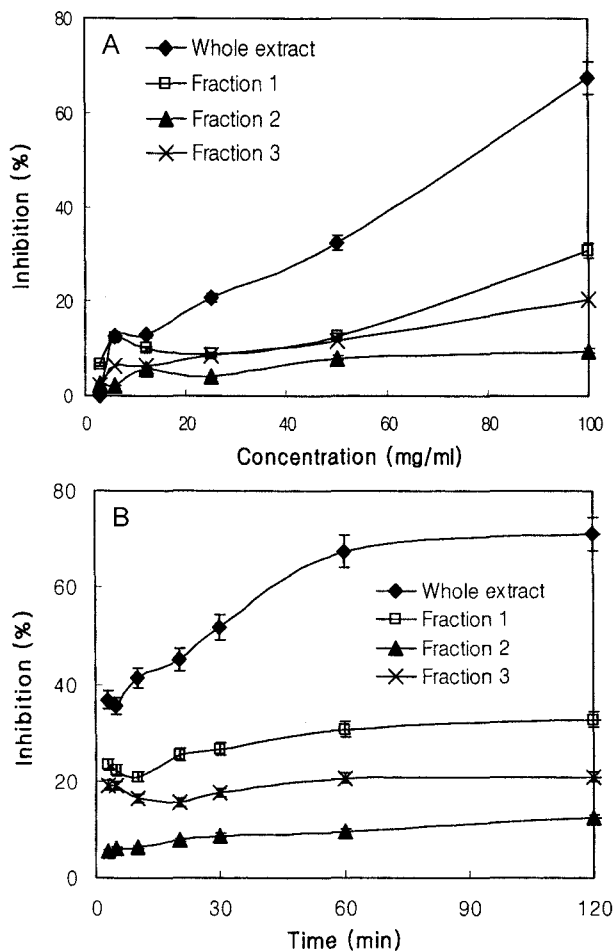 A
Whole extract
Fraction 1
Fraction 2
Fraction 3
Inhibition (%)
80
60
40
20
0
0 20 40 60 80 100
Concentration (mg/ml)
B
Whole extract
Fraction 1
Fraction 2
Fraction 3
Inhibition (%)
80
60
40
20
0
0 30 60 90 120
Time (min)